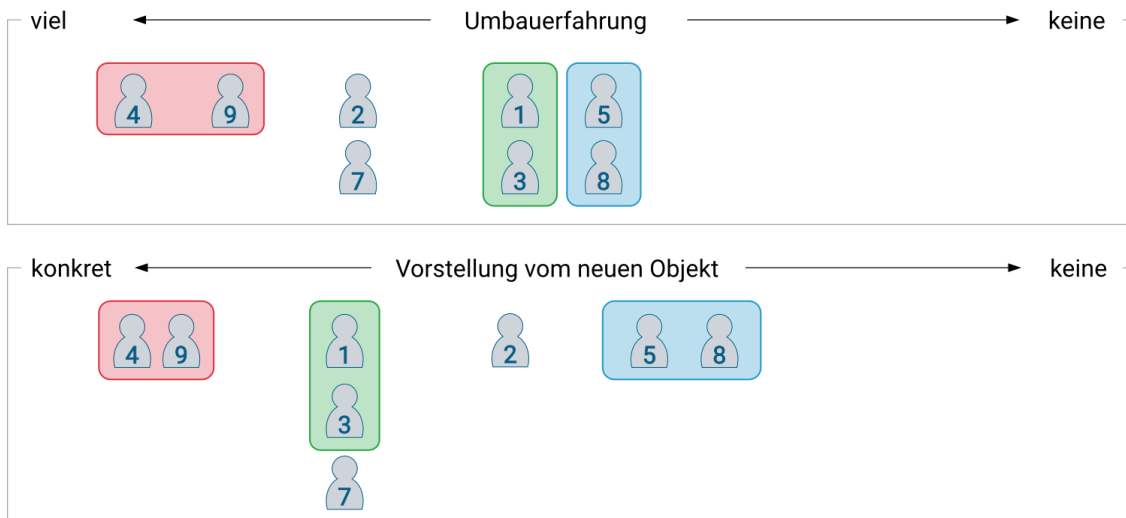 viel Umbauerfahrung keine
4 9 2 1 5
7 3 8
konkret Vorstellung vom neuen Objekt keine
4 9 1 2 5 8
3
7